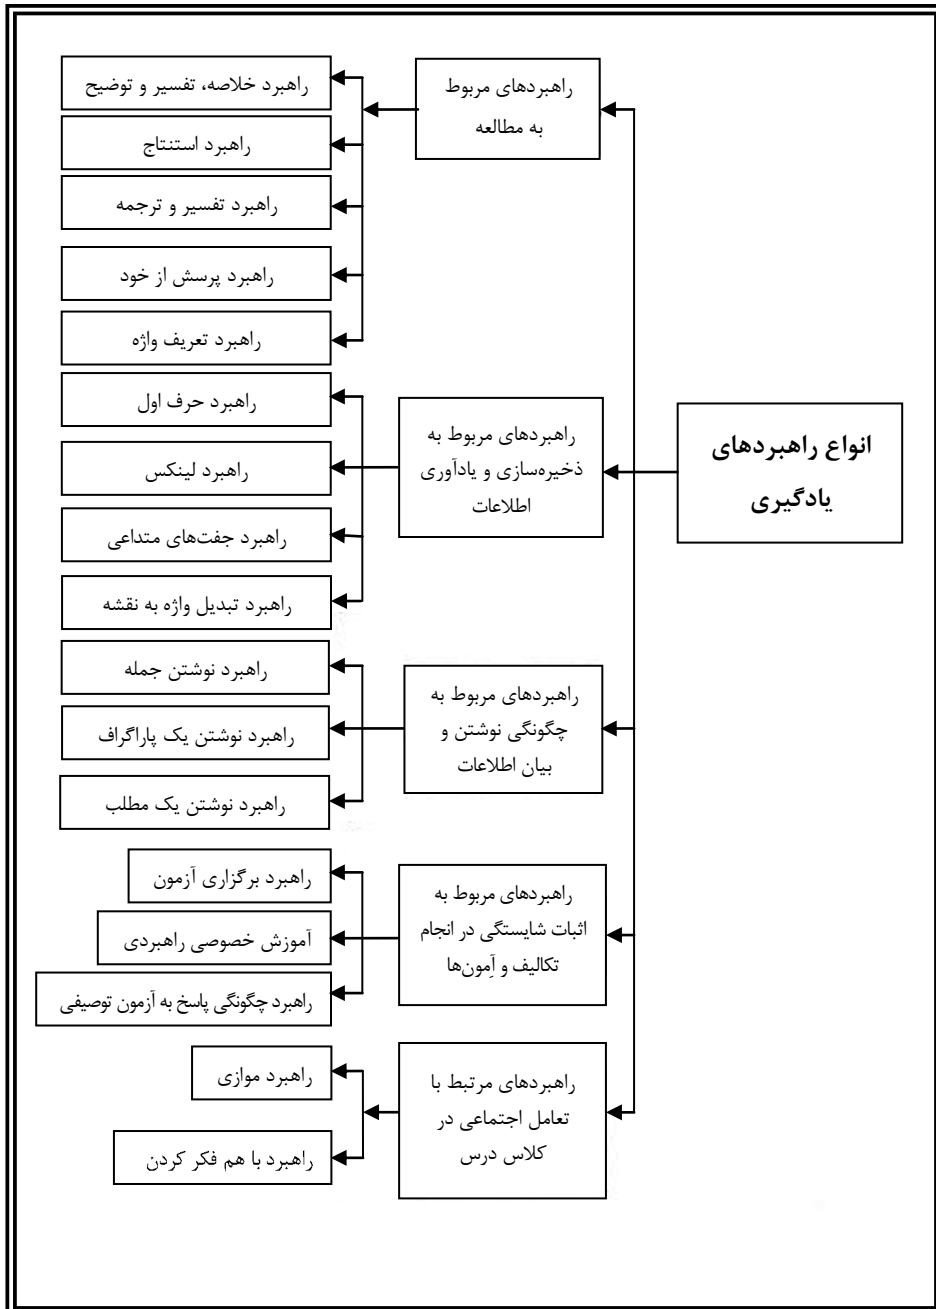 انواع راهبردهای
یادگیری
راهبردهای مربوط
به مطالعه
راهبرد خلاصه، تفسیر و توضیح
راهبرد استنتاج
راهبرد تفسیر و ترجمه
راهبرد پرسش از خود
راهبرد تعریف واژه
راهبردهای مربوط به
ذخیره‌سازی و یادآوری
اطلاعات
راهبرد حرف اول
راهبرد لینکس
راهبرد جفت‌های متداعی
راهبرد تبدیل واژه به نقشه
راهبردهای مربوط به
چگونگی نوشتن و
بیان اطلاعات
راهبرد نوشتن جمله
راهبرد نوشتن یک پاراگراف
راهبرد نوشتن یک مطلب
راهبردهای مربوط به
اثبات شایستگی در انجام
تکالیف و آِمون‌ها
راهبرد برگزاری آزمون
آموزش خصوصی راهبردی
راهبرد چگونگی پاسخ به آزمون توصیفی
راهبردهای مرتبط با
تعامل اجتماعی در
کلاس درس
راهبرد موازی
راهبرد با هم فکر کردن